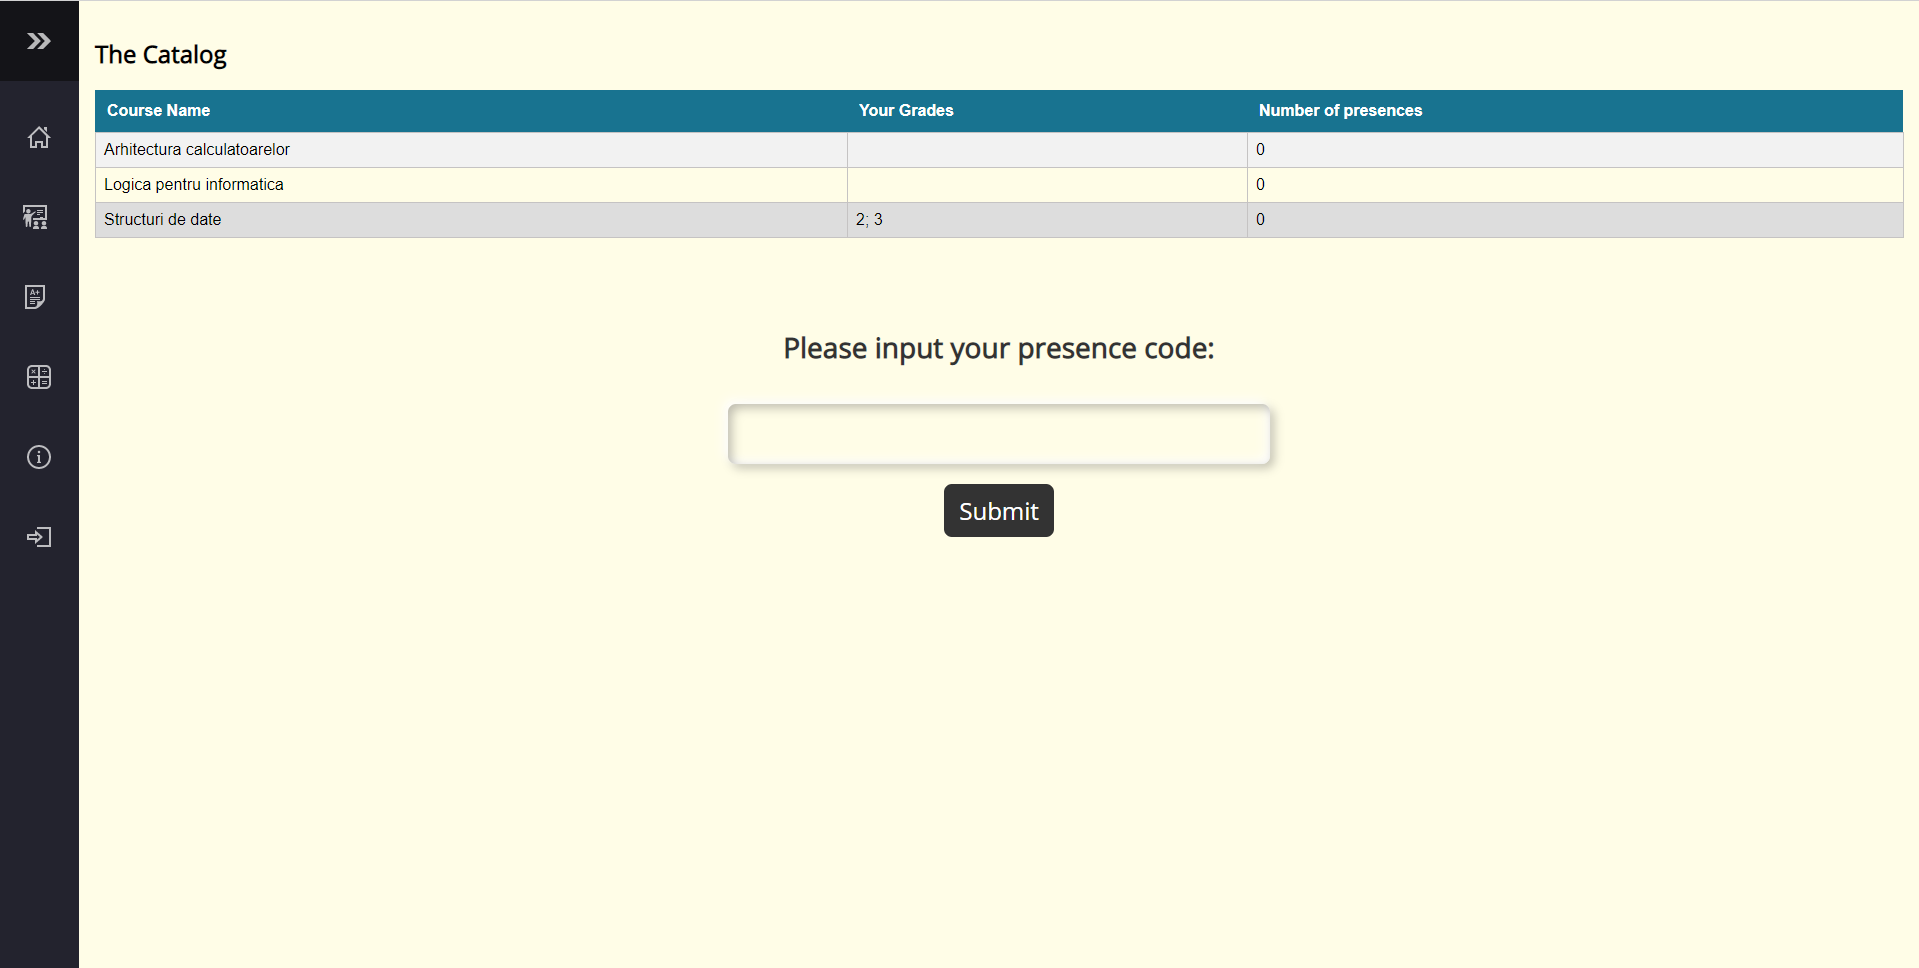 The Catalog
Course Name Your Grades Number of presences
Arhitectura calculatoarelor 0
Logica pentru informatica 0
Structuri de date 2; 3 0
Please input your presence code:
Submit